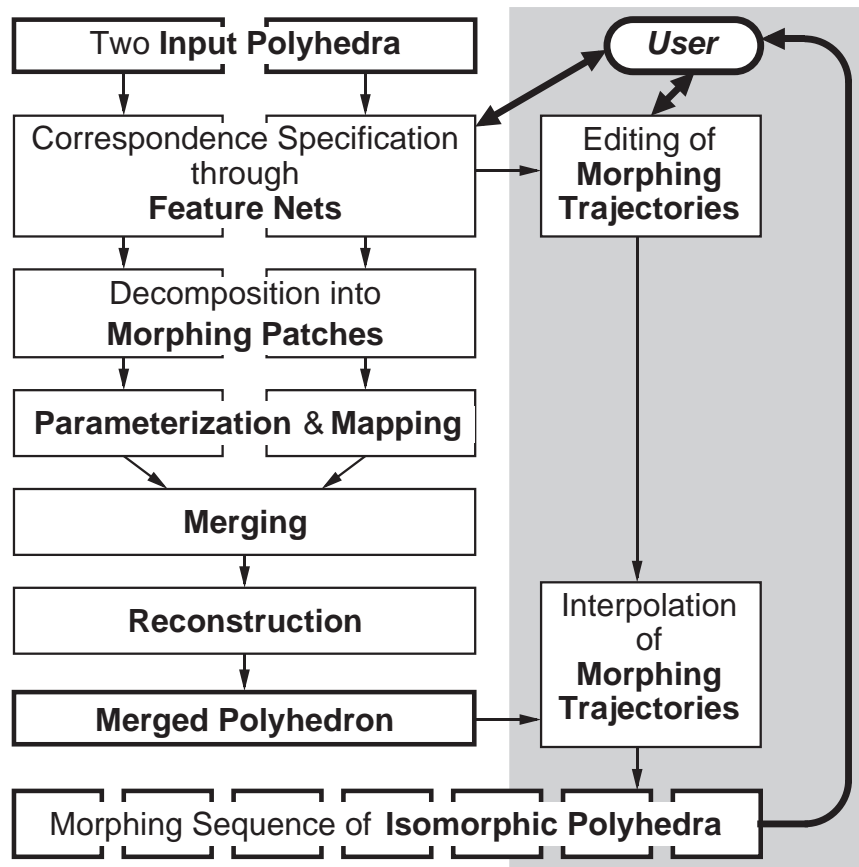 Two Input Polyhedra
User
Correspondence Specification
through
Feature Nets
Editing of
Morphing
Trajectories
Decomposition into
Morphing Patches
Parameterization & Mapping
Merging
Reconstruction
Interpolation
of
Morphing
Trajectories
Merged Polyhedron
Morphing Sequence of Isomorphic Polyhedra